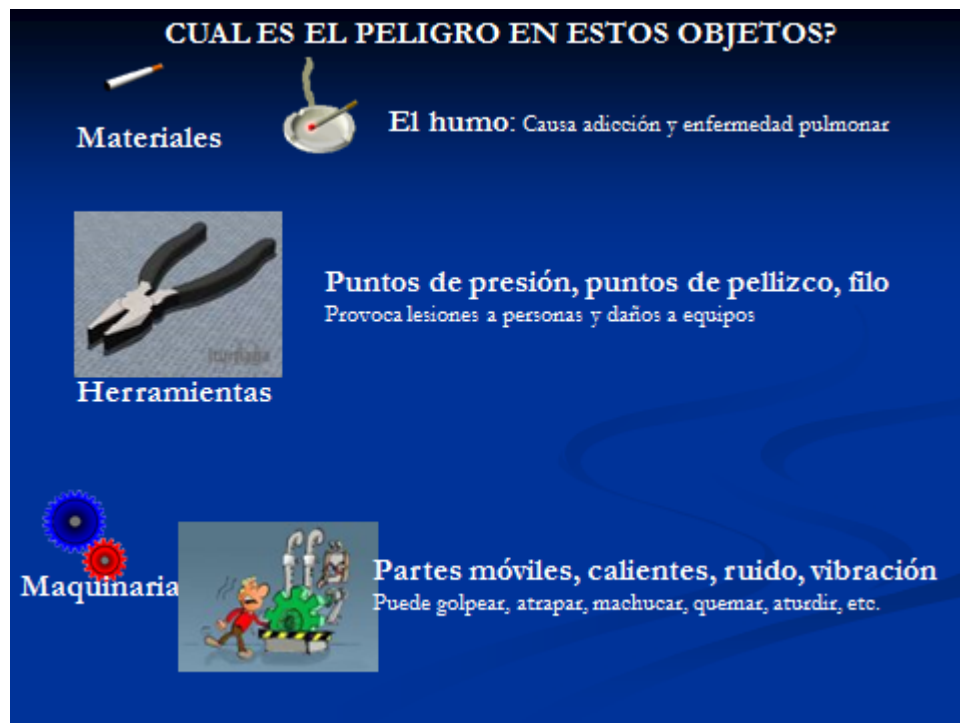 CUAL ES EL PELIGRO EN ESTOS OBJETOS?
Materiales
El humo: Causa adicción y enfermedad pulmonar
Puntos de presión, puntos de pellizco, filo
Provoca lesiones a personas y daños a equipos
Herramientas
Maquinaria
Partes móviles, calientes, ruido, vibración
Puede golpear, atrapar, machucar, quemar, aturdir, etc.